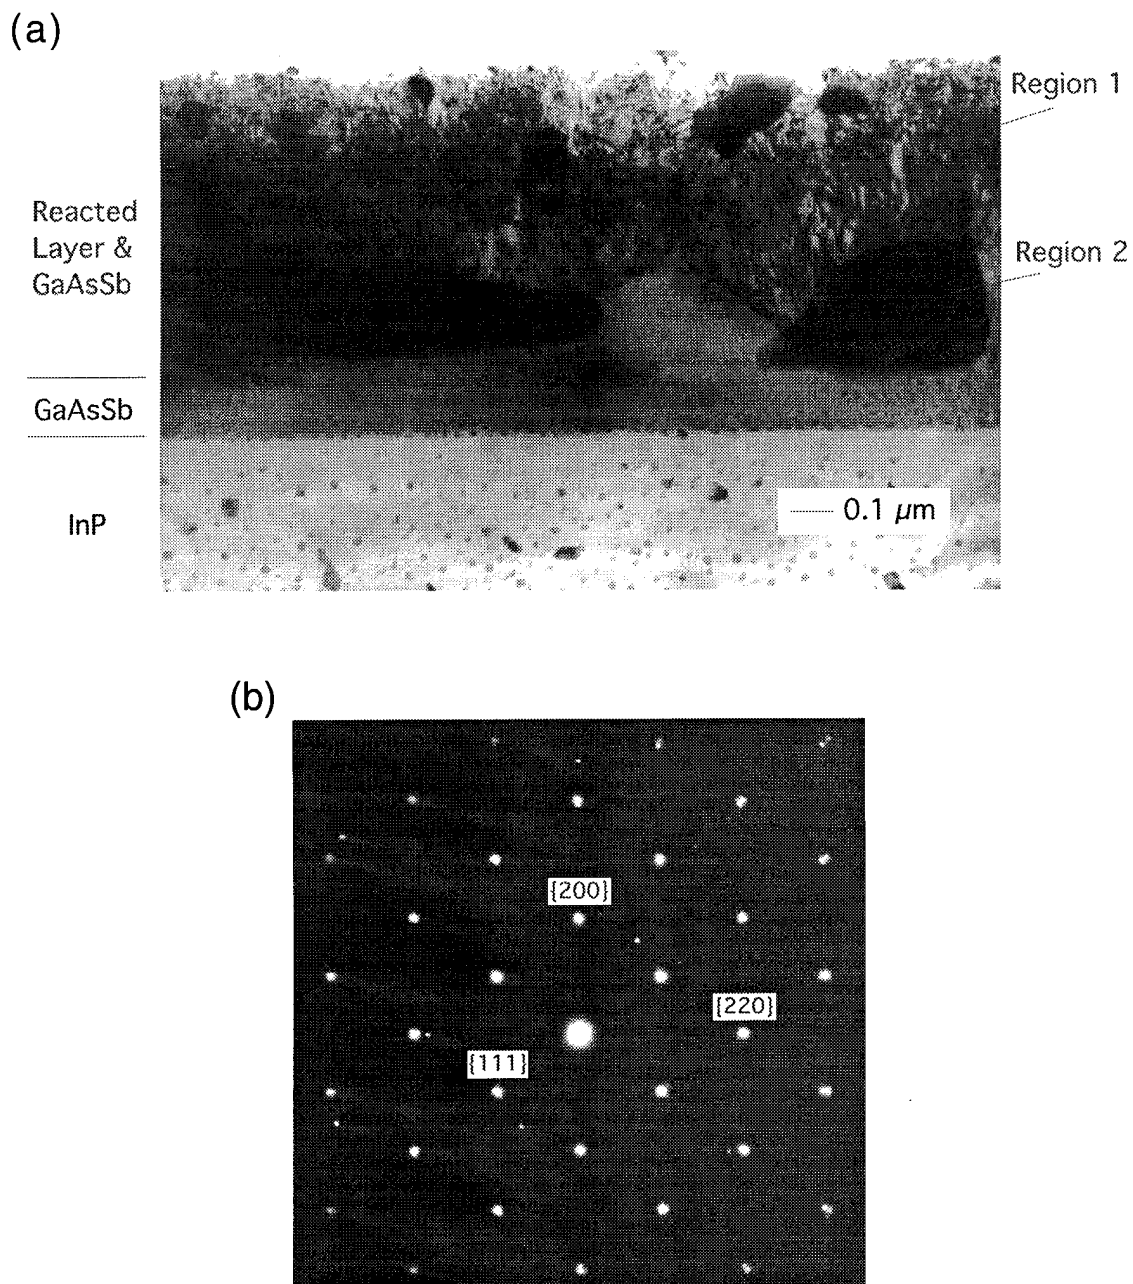 (a)
Region 1
Reacted
Layer &
GaAsSb
Region 2
GaAsSb
InP
0.1 μm
(b)
{200}
{220}
{111}